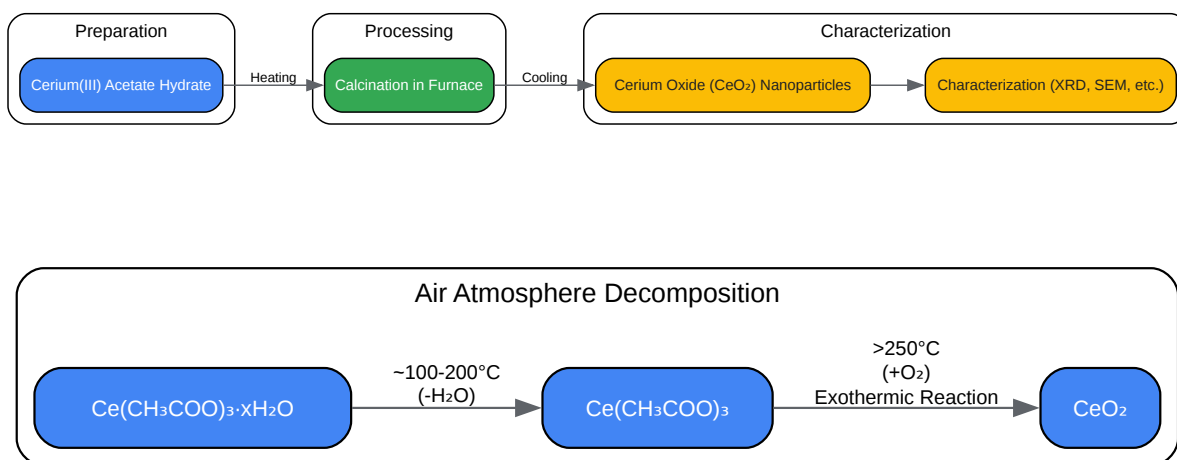 Preparation
Processing
Characterization
Cerium(III) Acetate Hydrate
Heating
Calcination in Furnace
Cooling
Cerium Oxide (CeO₂) Nanoparticles
Characterization (XRD, SEM, etc.)
Air Atmosphere Decomposition
Ce(CH₃COO)₃·xH₂O
~100-200°C
(-H₂O)
Ce(CH₃COO)₃
>250°C
(+O₂)
Exothermic Reaction
CeO₂